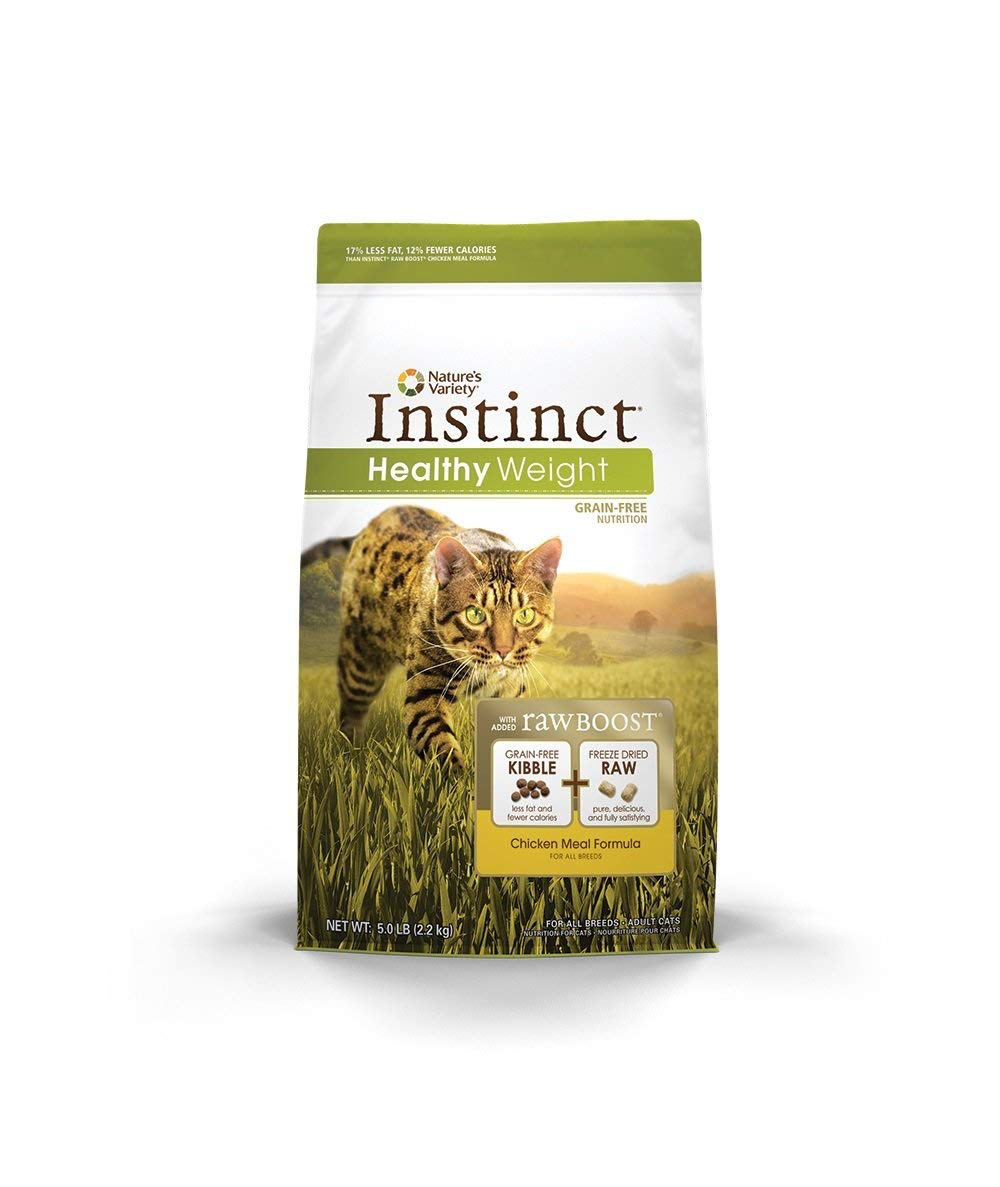 17% LESS FAT, 12% FEWER CALORIES
THAN INSTINCT® RAW BOOST® CHICKEN MEAL FORMULA
Nature's
Variety®
Instinct®
Healthy Weight
GRAIN-FREE
NUTRITION
WITH
ADDED
rawBOOST®
GRAIN-FREE
KIBBLE
less fat and
fewer calories
+
FREEZE DRIED
RAW
pure, delicious,
and fully satisfying
Chicken Meal Formula
FOR ALL BREEDS
NET WT: 5.0 LB (2.2 kg)
FOR ALL BREEDS • ADULT CATS
NUTRITION FOR CATS • NOURRITURE POUR CHATS